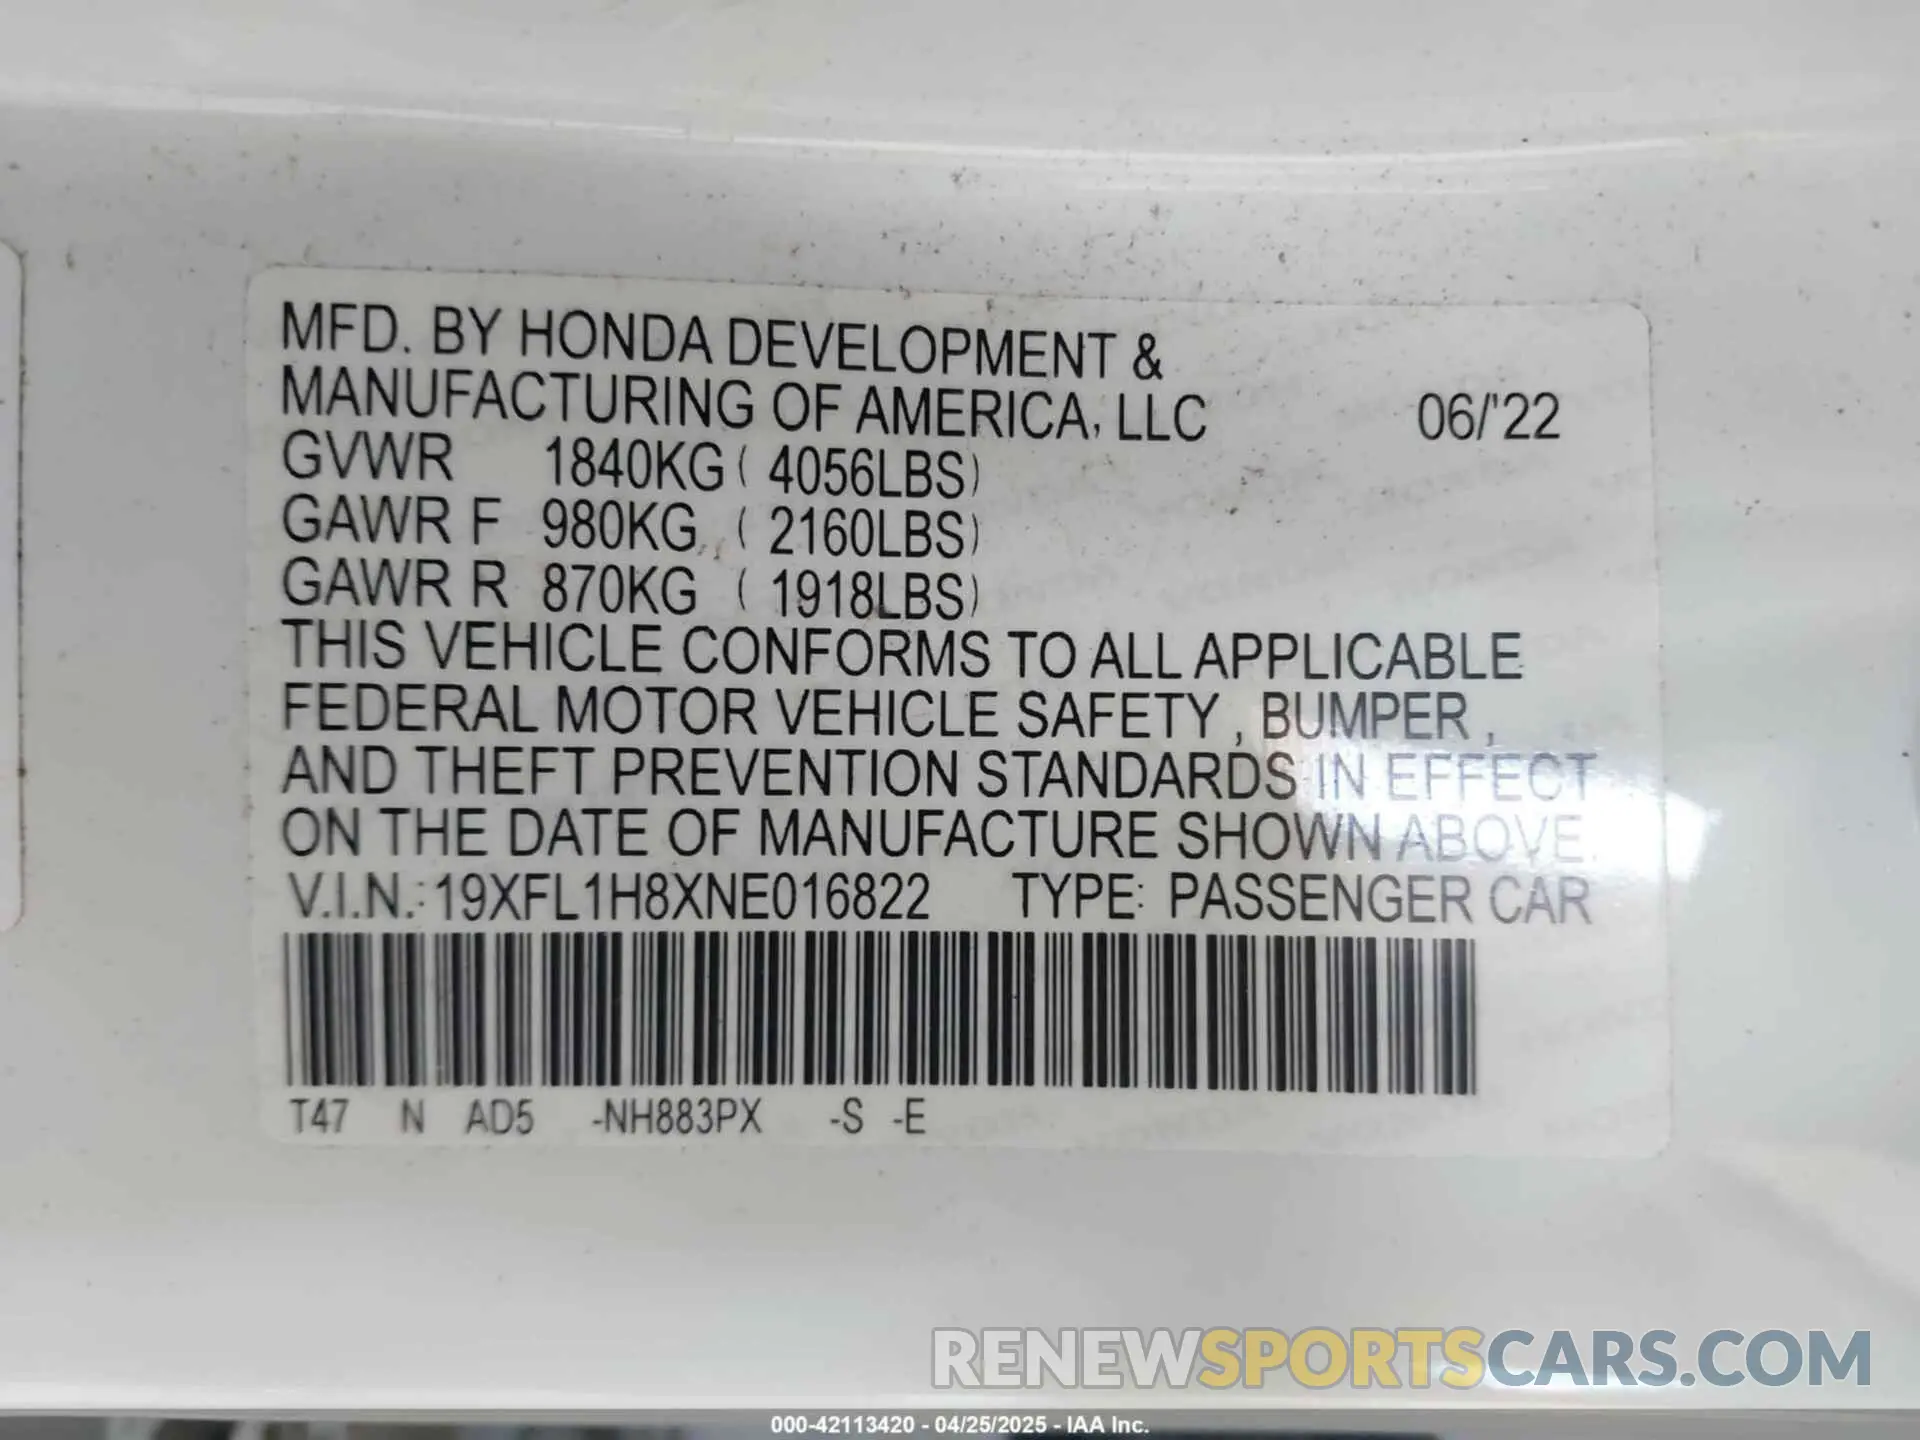 MFD. BY HONDA DEVELOPMENT &
MANUFACTURING OF AMERICA, LLC 06/'22
GVWR 1840KG ( 4056LBS)
GAWR F 980KG ( 2160LBS)
GAWR R 870KG ( 1918LBS)
THIS VEHICLE CONFORMS TO ALL APPLICABLE
FEDERAL MOTOR VEHICLE SAFETY , BUMPER ,
AND THEFT PREVENTION STANDARDS IN EFFECT
ON THE DATE OF MANUFACTURE SHOWN ABOVE.
V.I.N.: 19XFL1H8XNE016822 TYPE: PASSENGER CAR
T47 N AD5 -NH883PX -S -E
RENEWSPORTSCARS.COM
000-42113420 - 04/25/2025 - IAA Inc.